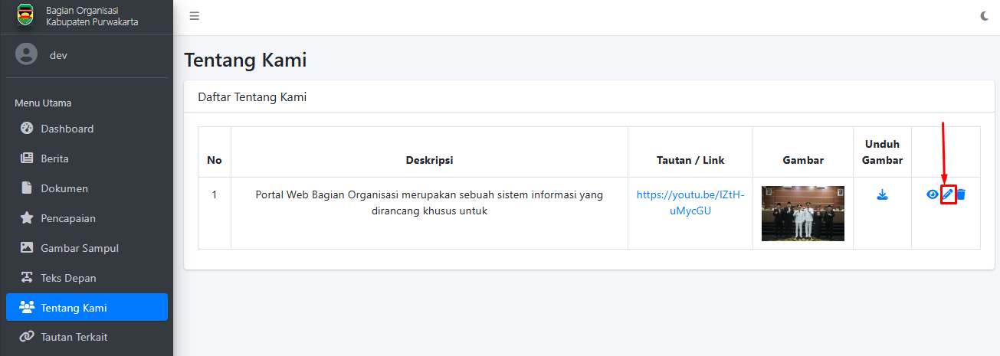 Bagian Organisasi
Kabupaten Purwakarta
dev
Menu Utama
Dashboard
Berita
Dokumen
Pencapaian
Gambar Sampul
Teks Depan
Tentang Kami
Tautan Terkait
Tentang Kami
Daftar Tentang Kami
No
Deskripsi
Tautan / Link
Gambar
Unduh
Gambar
1
Portal Web Bagian Organisasi merupakan sebuah sistem informasi yang
dirancang khusus untuk
https://youtu.be/IZtH-
uMycGU